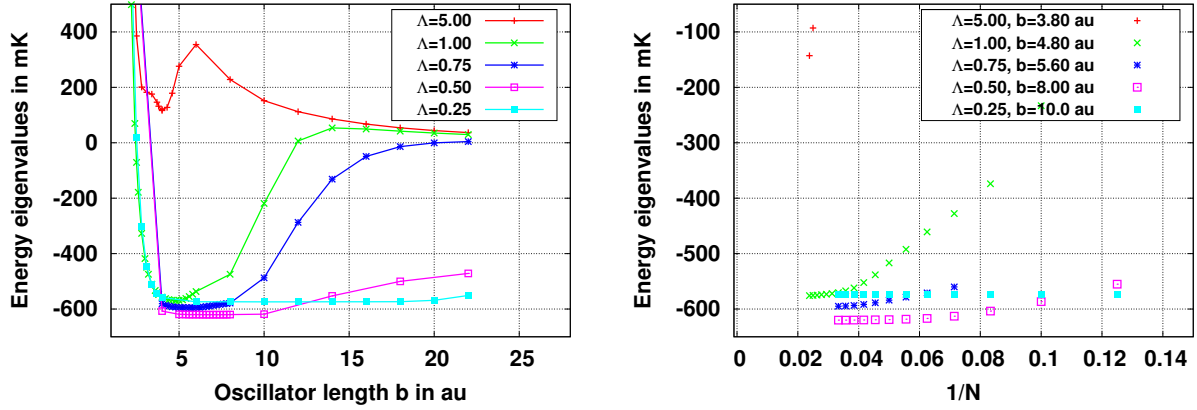 Energy eigenvalues in mK
400
200
0
-200
-400
-600
5
10
15
20
25
Oscillator length b in au
Λ=5.00
Λ=1.00
Λ=0.75
Λ=0.50
Λ=0.25
Energy eigenvalues in mK
-100
-200
-300
-400
-500
-600
0
0.02
0.04
0.06
0.08
0.1
0.12
0.14
1/N
Λ=5.00, b=3.80 au
Λ=1.00, b=4.80 au
Λ=0.75, b=5.60 au
Λ=0.50, b=8.00 au
Λ=0.25, b=10.0 au